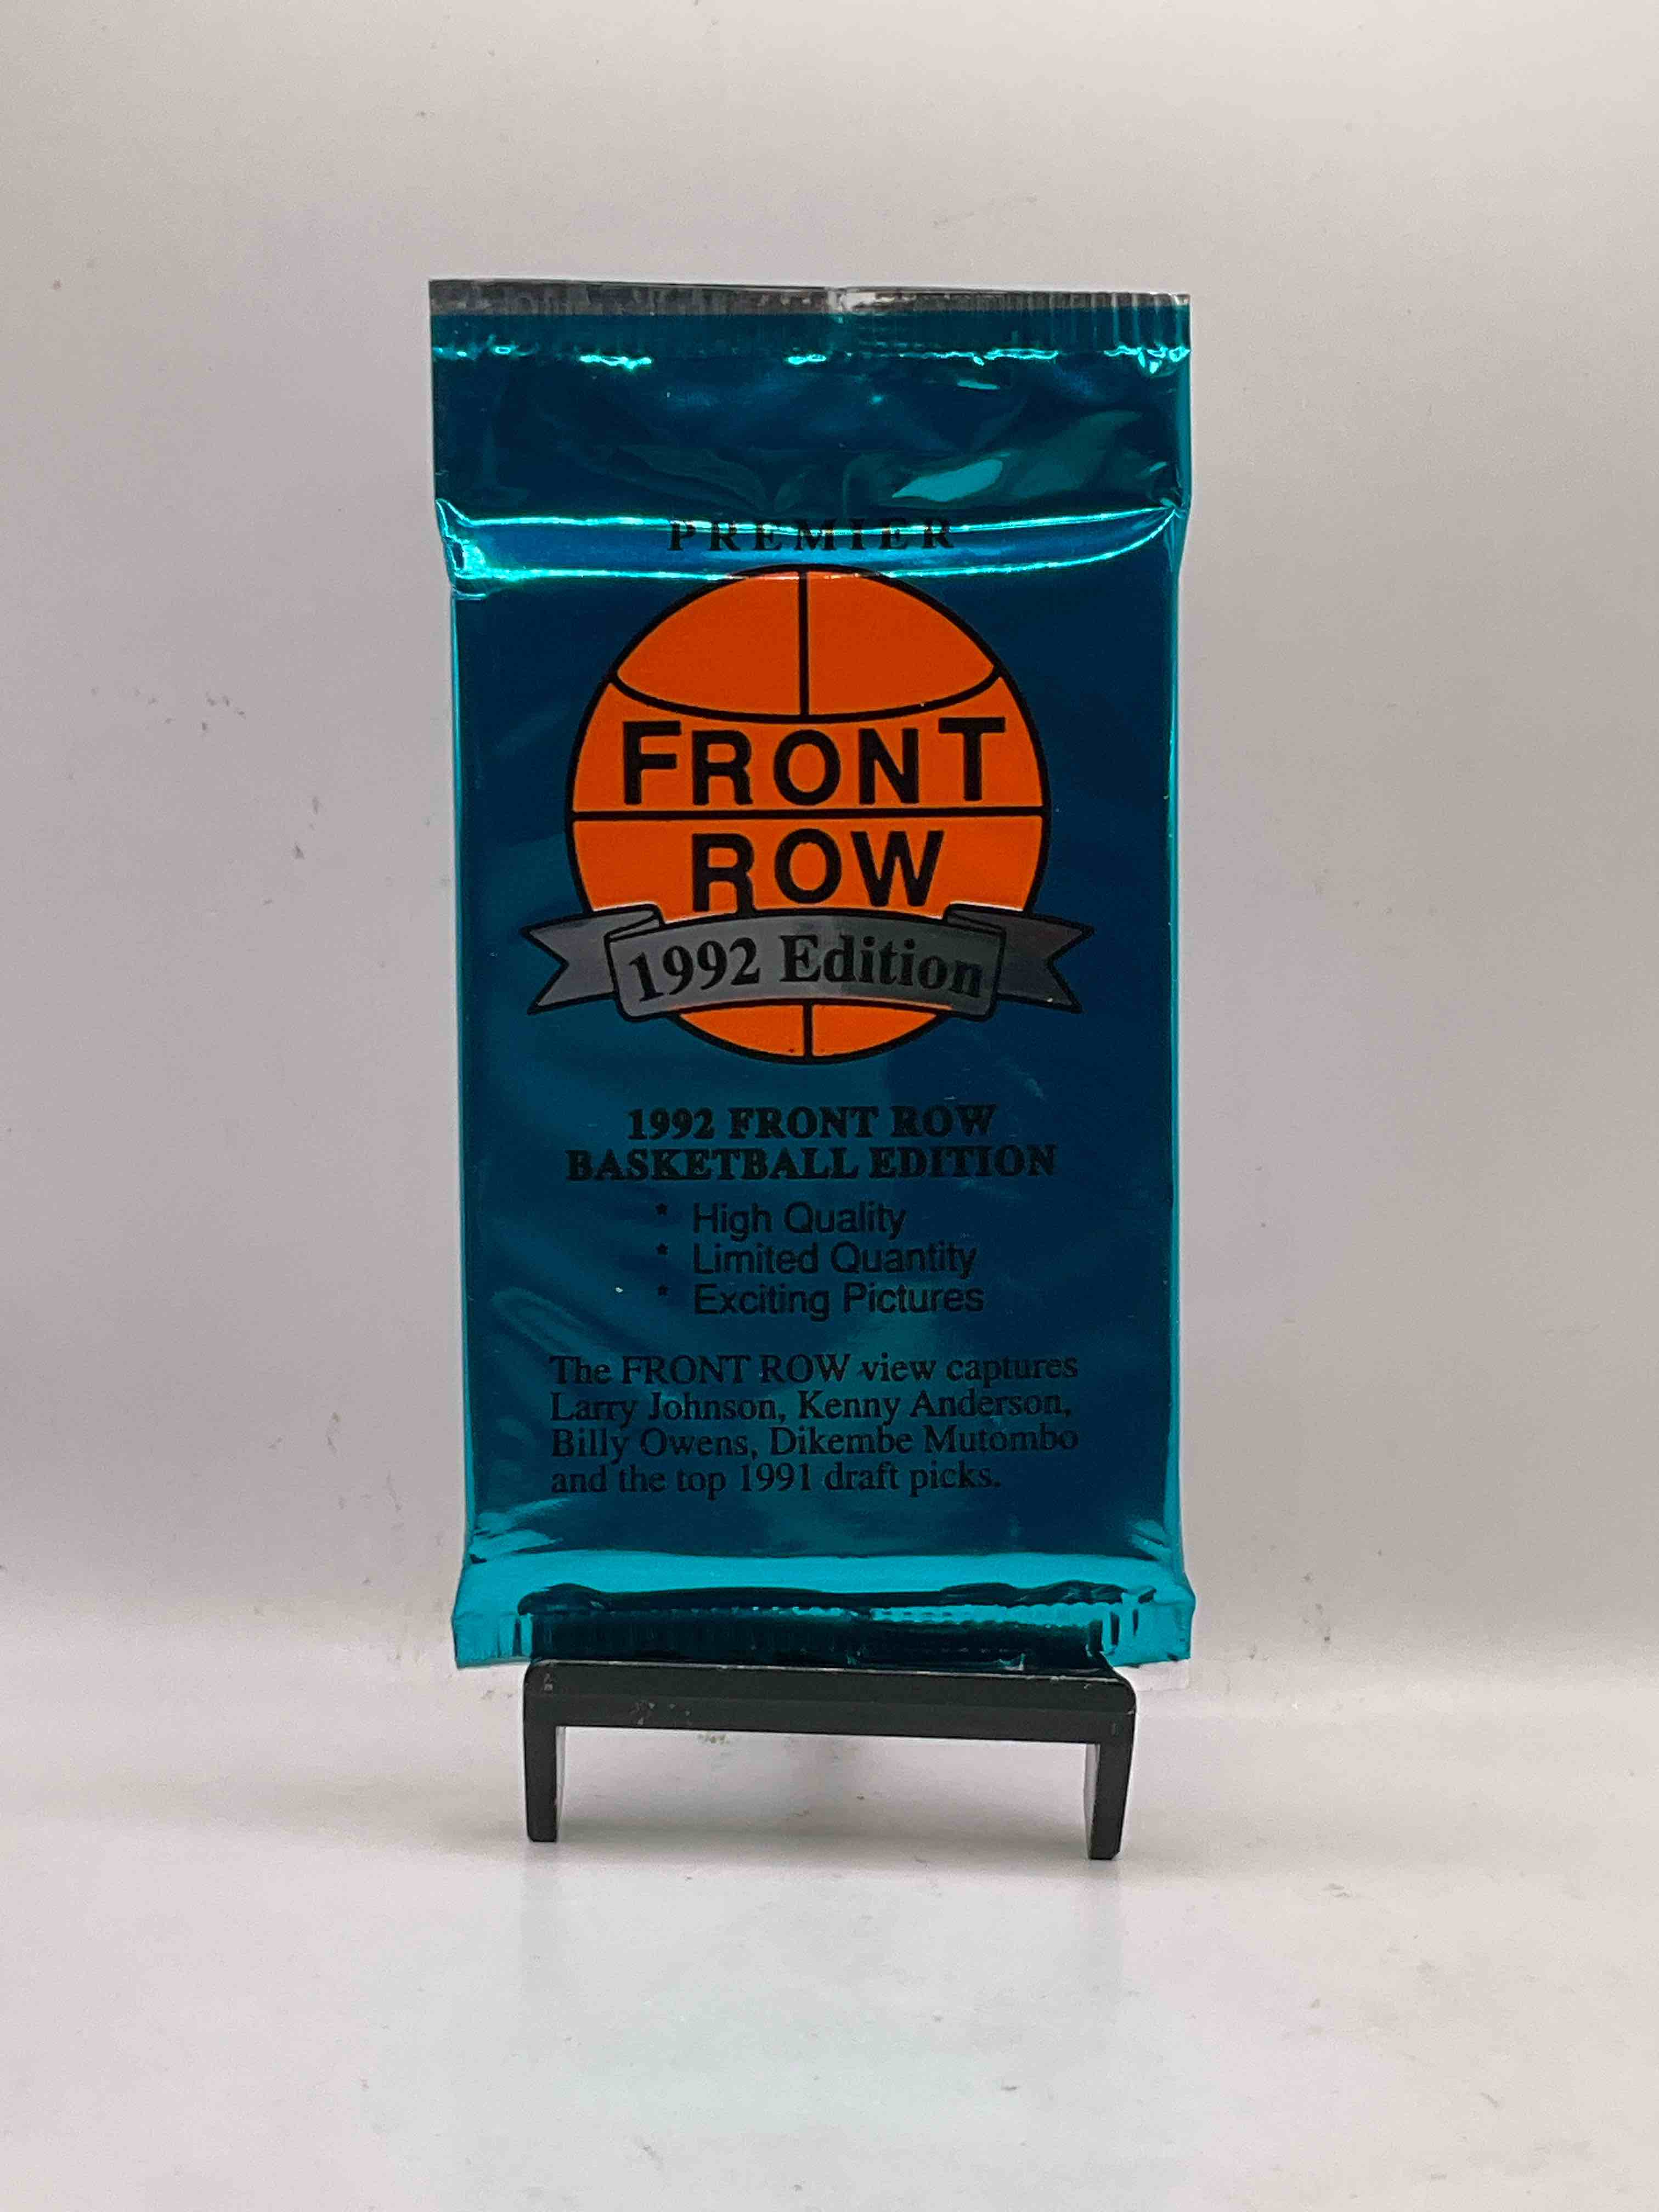 PREMIER
FRONT
ROW
1992 Edition
1992 FRONT ROW
BASKETBALL EDITION
* High Quality
* Limited Quantity
* Exciting Pictures
The FRONT ROW view captures
Larry Johnson, Kenny Anderson,
Billy Owens, Dikembe Mutombo
and the top 1991 draft picks.